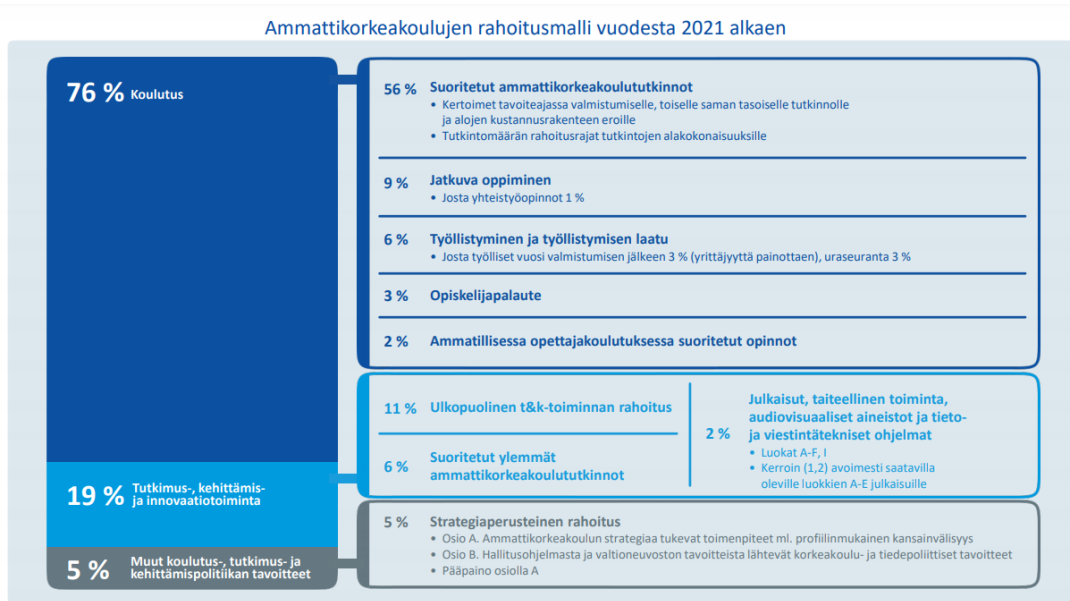 Ammattikorkeakoulujen rahoitusmalli vuodesta 2021 alkaen
76 % Koulutus
56 % Suoritetut ammattikorkeakoulututkinnot
• Kertoimet tavoiteajassa valmistumiselle, toiselle saman tasoiselle tutkinnolle
ja alojen kustannusrakenteen eroille
• Tutkintomäärän rahoitusrajat tutkintojen alakokonaisuuksille
9 % Jatkuva oppiminen
• Josta yhteistyöopinnot 1 %
6 % Työllistyminen ja työllistymisen laatu
• Josta työlliset vuosi valmistumisen jälkeen 3 % (yrittäjyyttä painottaen), uraseuranta 3 %
3 % Opiskelijapalaute
2 % Ammatillisessa opettajakoulutuksessa suoritetut opinnot
19 % Tutkimus-, kehittämis-
ja innovaatiotoiminta
11 % Ulkopuolinen t&k-toiminnan rahoitus
6 % Suoritetut ylemmät
ammattikorkeakoulututkinnot
2 % Julkaisut, taiteellinen toiminta,
audiovisuaaliset aineistot ja tieto-
ja viestintätekniset ohjelmat
• Luokat A-F, I
• Kerroin (1,2) avoimesti saatavilla
oleville luokkien A-E julkaisuille
5 % Muut koulutus-, tutkimus- ja
kehittämispolitiikan tavoitteet
5 % Strategiaperusteinen rahoitus
• Osio A. Ammattikorkeakoulun strategiaa tukevat toimenpiteet ml. profiilinmukainen kansainvälisyys
• Osio B. Hallitusohjelmasta ja valtioneuvoston tavoitteista lähtevät korkeakoulu- ja tiedepoliittiset tavoitteet
• Pääpaino osiolla A